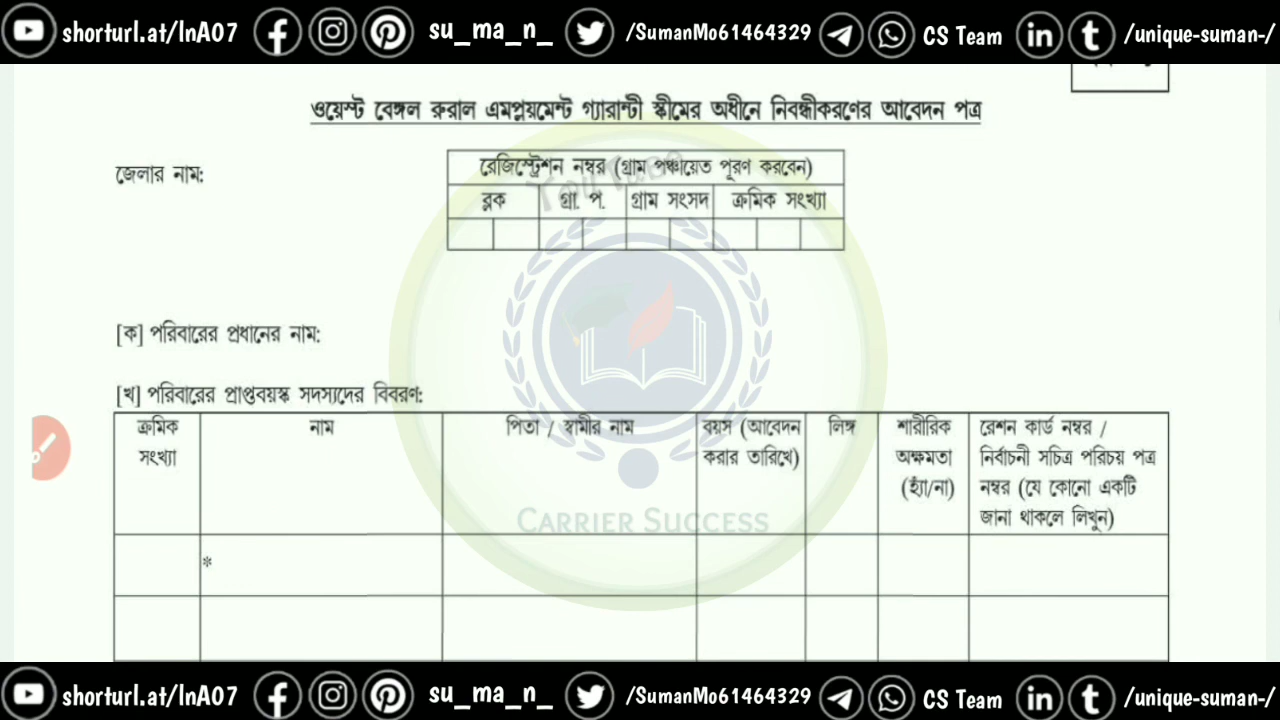 shorturl.at/lnA07 su_ma_n_ /SumanMo61464329 CS Team /unique-suman-/
ওয়েস্ট বেঙ্গল রুরাল এমপ্লয়মেন্ট গ্যারান্টী স্কীমের অধীনে নিবন্ধীকরণের আবেদন পত্র
জেলার নাম:
রেজিস্ট্রেশন নম্বর (গ্রাম পঞ্চায়েত পূরণ করবেন)
ব্লক গ্রা. প. গ্রাম সংসদ ক্রমিক সংখ্যা
[ক] পরিবারের প্রধানের নাম:
[খ] পরিবারের প্রাপ্তবয়স্ক সদস্যদের বিবরণ:
ক্রমিক সংখ্যা
নাম
পিতা / স্বামীর নাম
বয়স (আবেদন
করার তারিখে)
লিঙ্গ
শারীরিক
অক্ষমতা
(হ্যাঁ/না)
রেশন কার্ড নম্বর /
নির্বাচনী সচিত্র পরিচয় পত্র
নম্বর (যে কোনো একটি
জানা থাকলে লিখুন)
*
CARRIER SUCCESS
shorturl.at/lnA07 su_ma_n_ /SumanMo61464329 CS Team /unique-suman-/